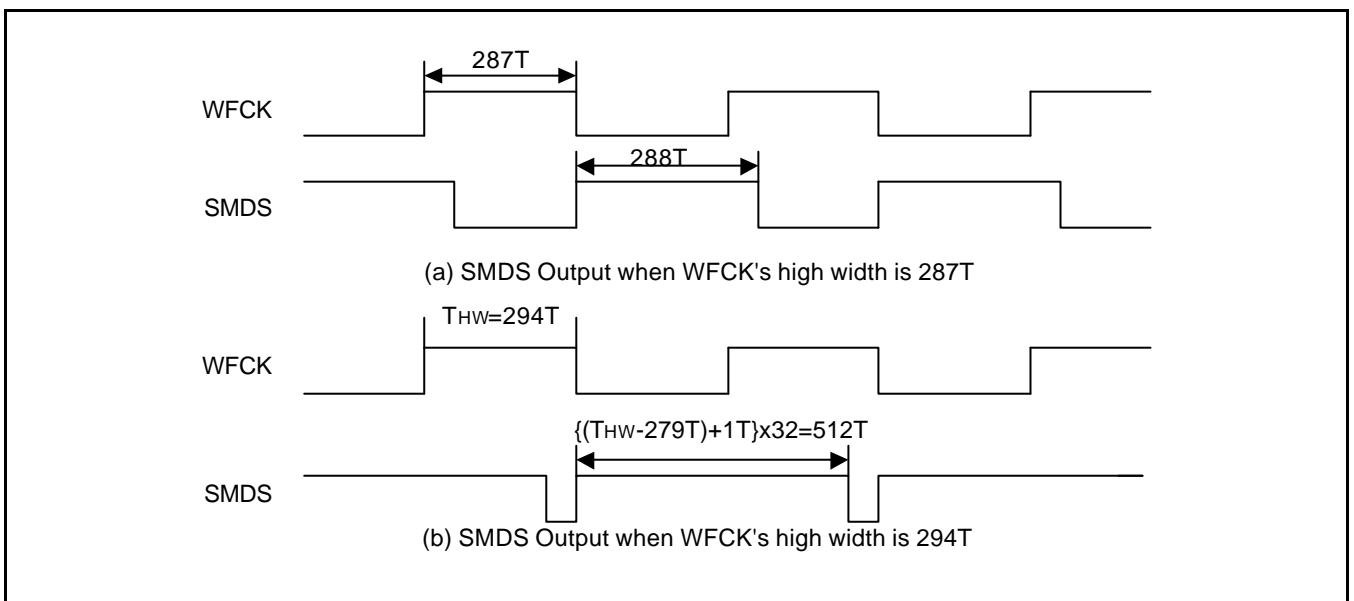 287T
WFCK
288T
SMDS
(a) SMDS Output when WFCK's high width is 287T
THW=294T
WFCK
{(THW-279T)+1T}x32=512T
SMDS
(b) SMDS Output when WFCK's high width is 294T